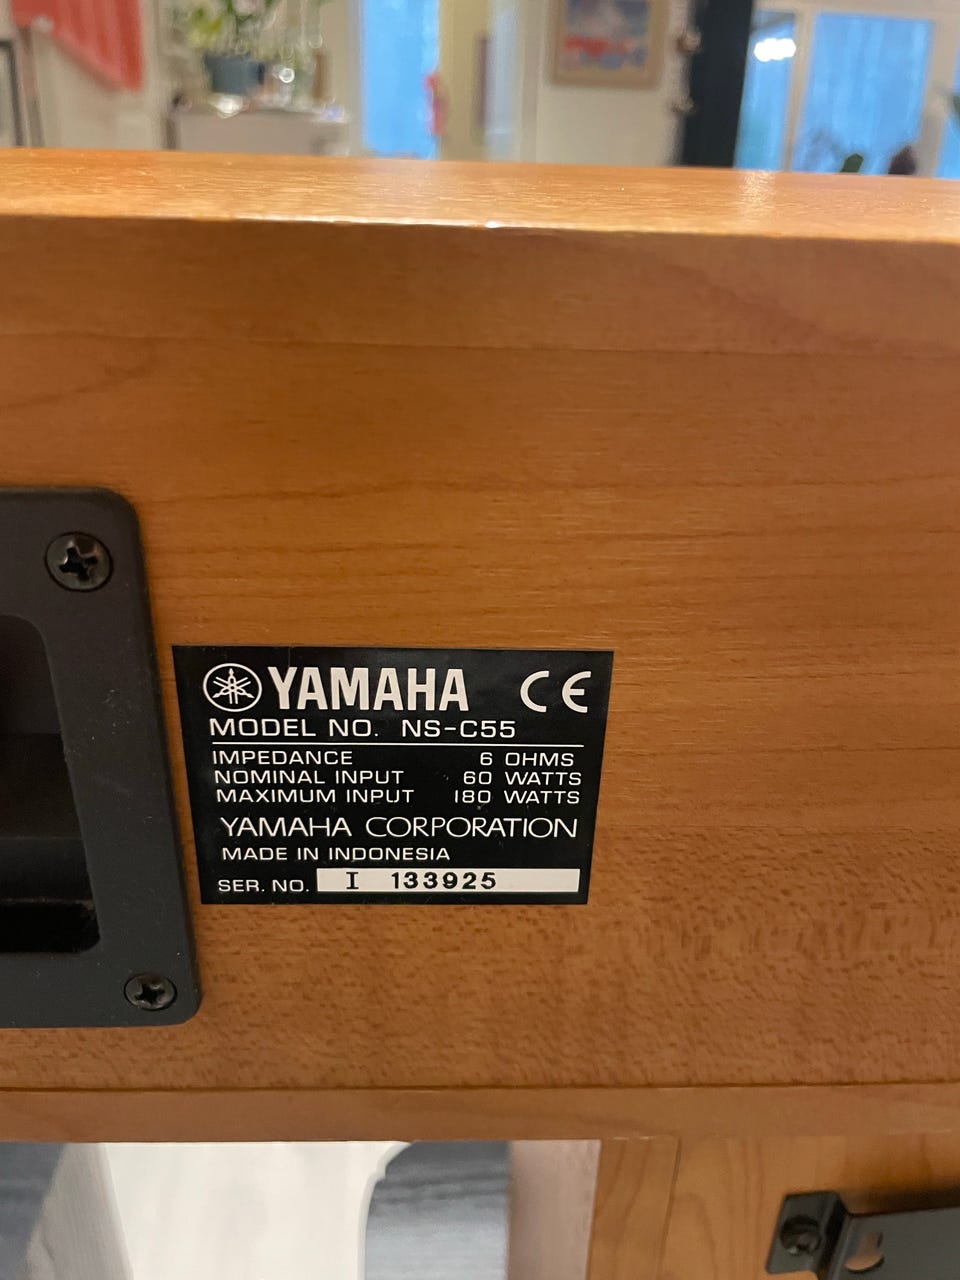 YAMAHA CE
MODEL NO. NS-C55
IMPEDANCE 6 OHMS
NOMINAL INPUT 60 WATTS
MAXIMUM INPUT 180 WATTS
YAMAHA CORPORATION
MADE IN INDONESIA
SER. NO. I 133925